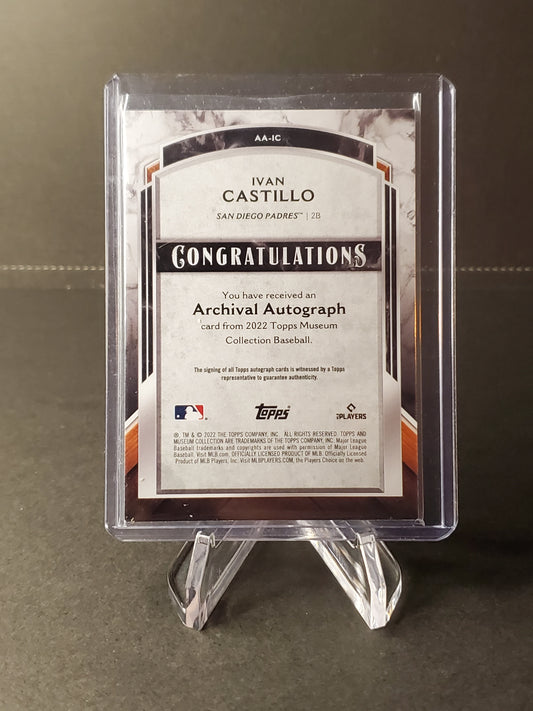 AA-IC
IVAN
CASTILLO
SAN DIEGO PADRES™ | 2B
CONGRATULATIONS
You have received an
Archival Autograph
card from 2022 Topps Museum
Collection Baseball.
The signing of all Topps autograph cards is witnessed by a Topps
representative to guarantee authenticity.
Topps
PLAYERS
®, TM & © 2022 THE TOPPS COMPANY, INC. ALL RIGHTS RESERVED. TOPPS AND
MUSEUM COLLECTION ARE TRADEMARKS OF THE TOPPS COMPANY, INC. Major League
Baseball trademarks and copyrights are used with permission of Major League
Baseball. Visit MLB.com. OFFICIALLY LICENSED PRODUCT OF MLB. Officially Licensed
Product of MLB Players, Inc. Visit MLBPLAYERS.COM, the Players Choice on the web.